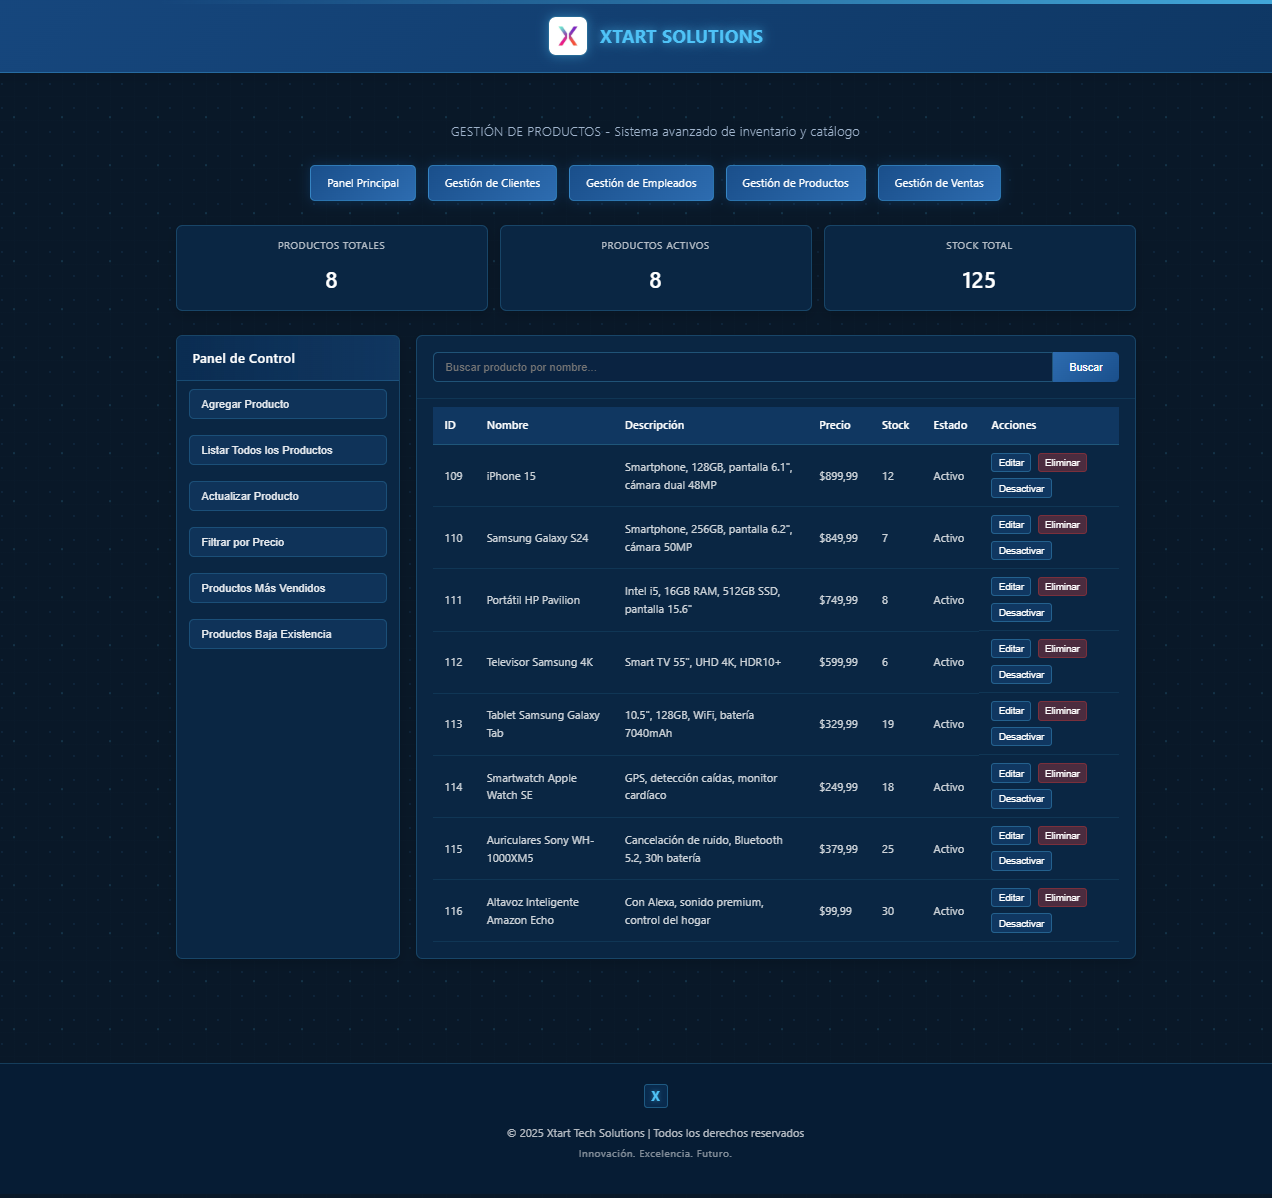 XTART SOLUTIONS
GESTIÓN DE PRODUCTOS - Sistema avanzado de inventario y catálogo
Panel Principal Gestión de Clientes Gestión de Empleados Gestión de Productos Gestión de Ventas
PRODUCTOS TOTALES
8
PRODUCTOS ACTIVOS
8
STOCK TOTAL
125
Panel de Control
Agregar Producto
Listar Todos los Productos
Actualizar Producto
Filtrar por Precio
Productos Más Vendidos
Productos Baja Existencia
Buscar producto por nombre... Buscar
ID Nombre Descripción Precio Stock Estado Acciones
109 iPhone 15 Smartphone, 128GB, pantalla 6.1", cámara dual 48MP $899,99 12 Activo Editar Eliminar Desactivar
110 Samsung Galaxy S24 Smartphone, 256GB, pantalla 6.2", cámara 50MP $849,99 7 Activo Editar Eliminar Desactivar
111 Portátil HP Pavilion Intel i5, 16GB RAM, 512GB SSD, pantalla 15.6" $749,99 8 Activo Editar Eliminar Desactivar
112 Televisor Samsung 4K Smart TV 55", UHD 4K, HDR10+ $599,99 6 Activo Editar Eliminar Desactivar
113 Tablet Samsung Galaxy Tab 10.5", 128GB, WiFi, batería 7040mAh $329,99 19 Activo Editar Eliminar Desactivar
114 Smartwatch Apple Watch SE GPS, detección caídas, monitor cardíaco $249,99 18 Activo Editar Eliminar Desactivar
115 Auriculares Sony WH-1000XM5 Cancelación de ruido, Bluetooth 5.2, 30h batería $379,99 25 Activo Editar Eliminar Desactivar
116 Altavoz Inteligente Amazon Echo Con Alexa, sonido premium, control del hogar $99,99 30 Activo Editar Eliminar Desactivar
X
© 2025 Xtart Tech Solutions | Todos los derechos reservados
Innovación. Excelencia. Futuro.